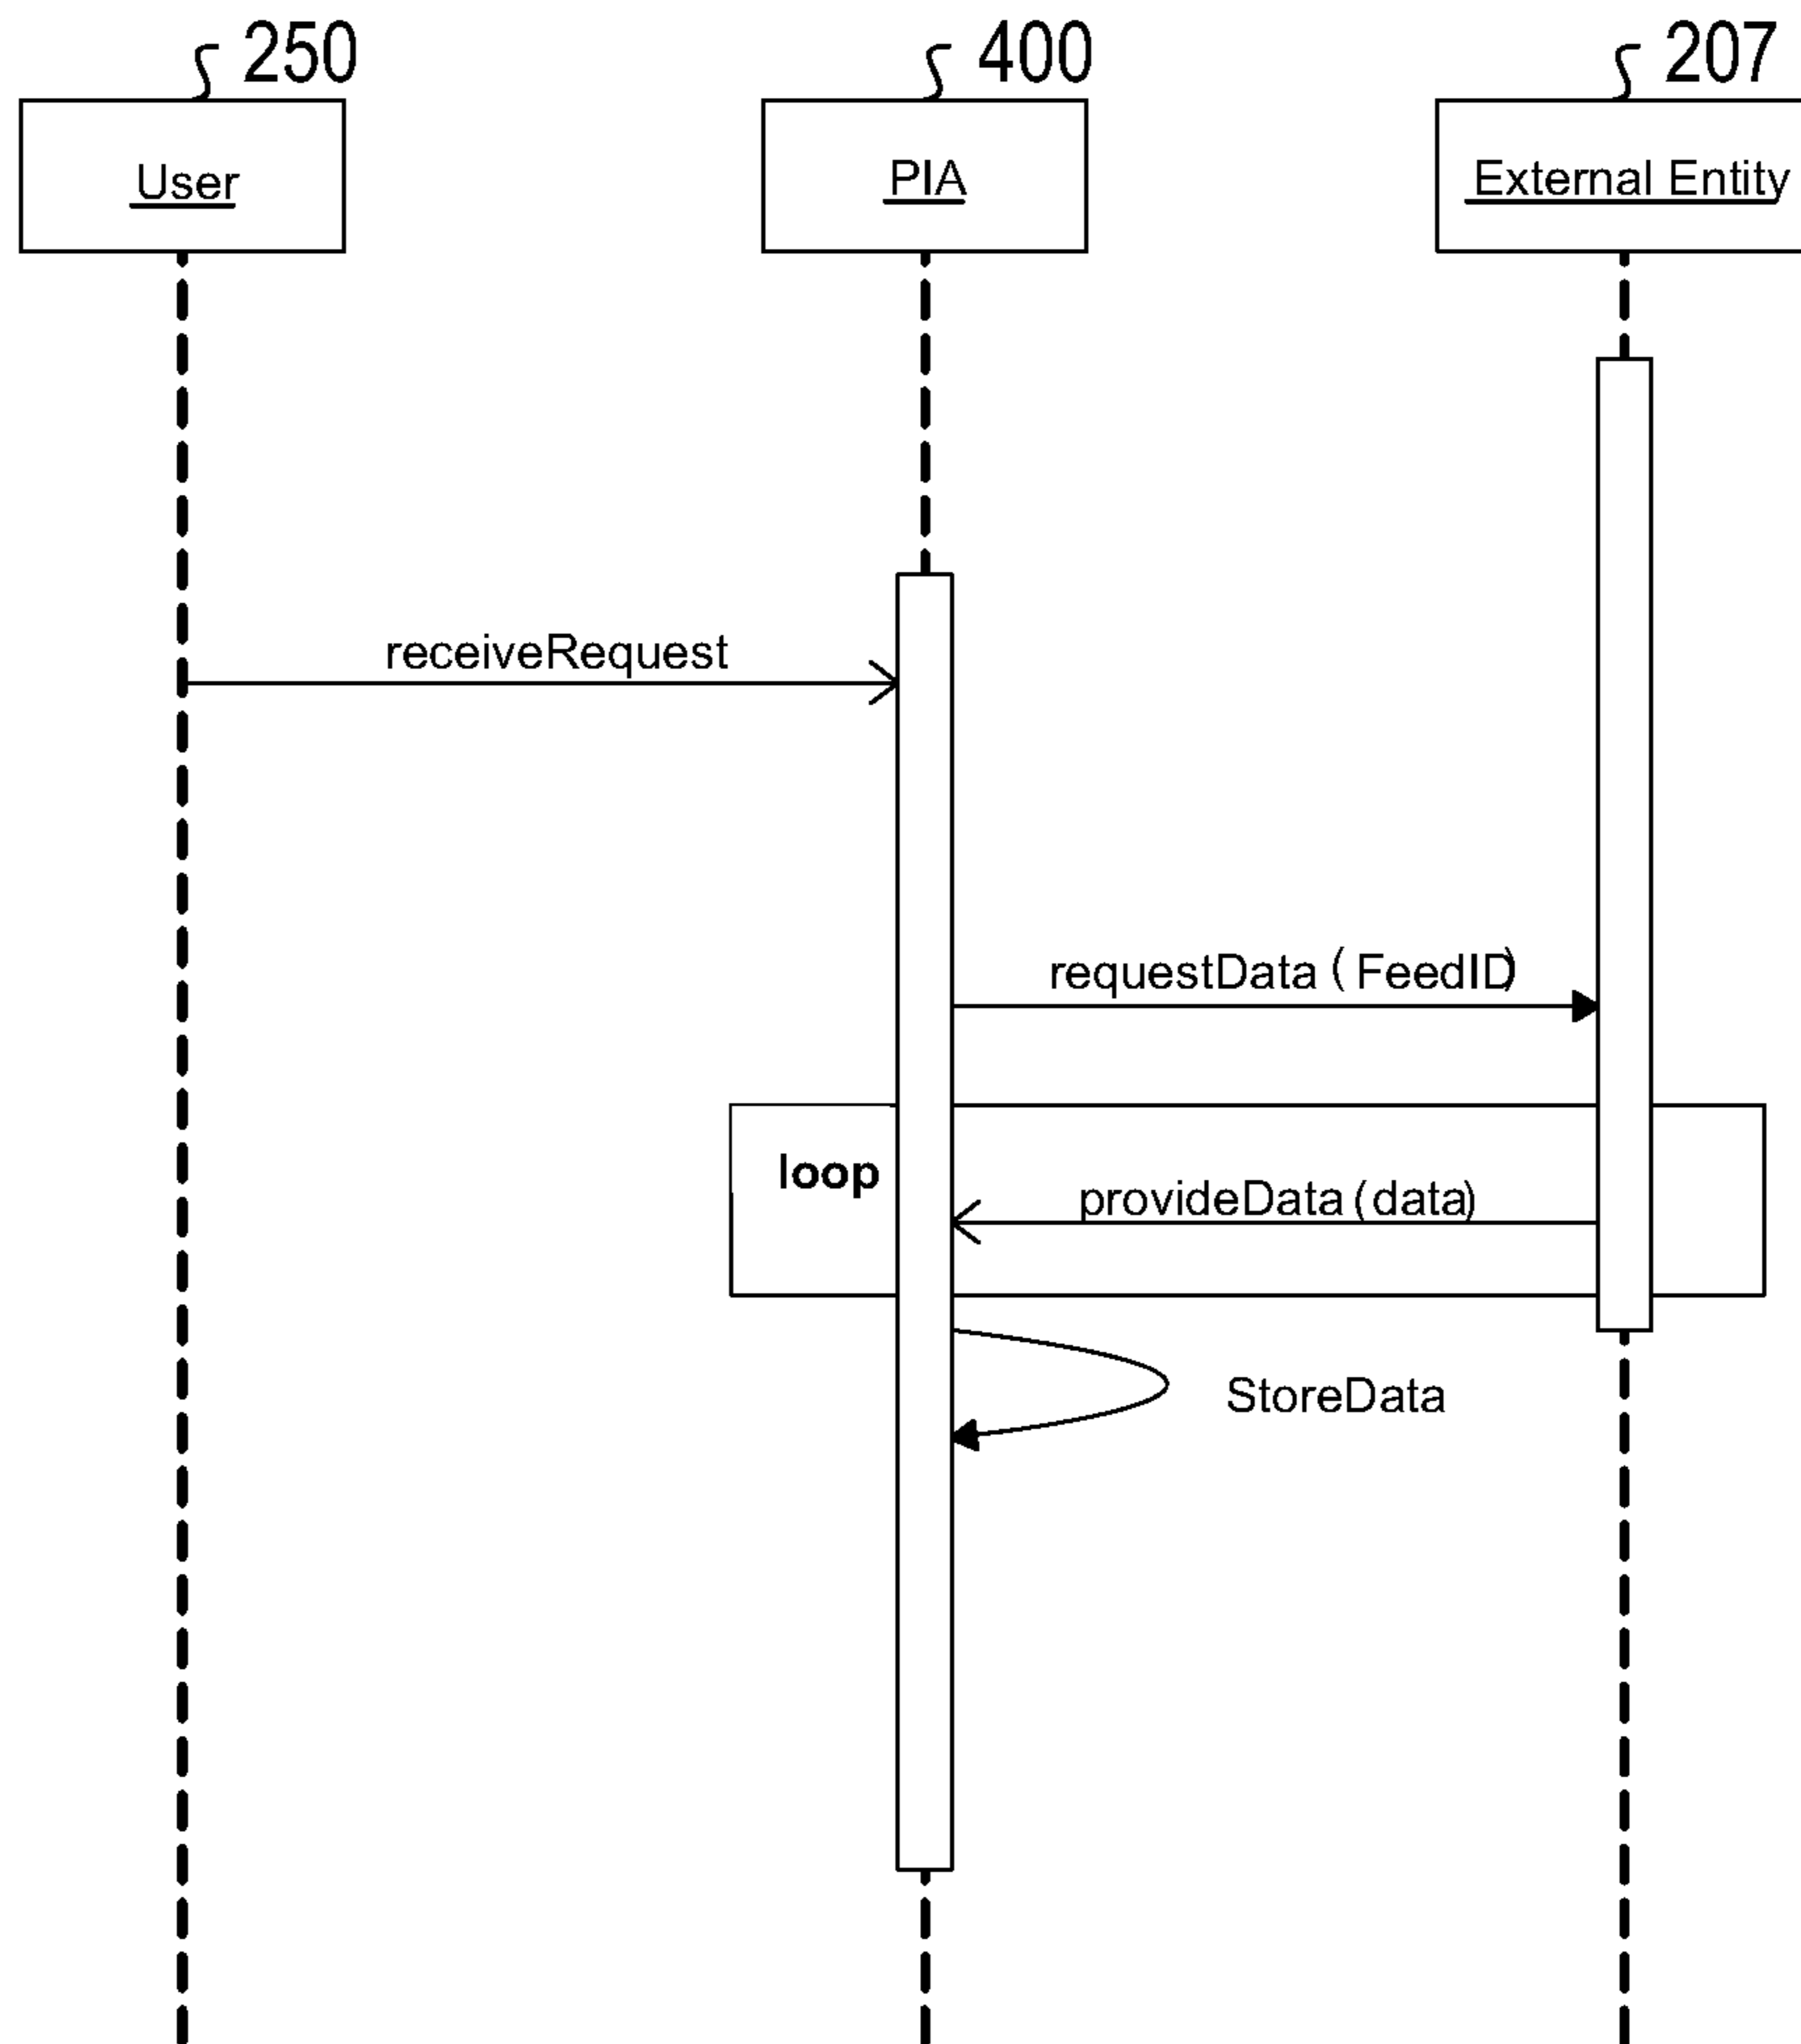 250
400
207
User
PIA
External Entity
receiveRequest
requestData (FeedID)
loop
provideData (data)
StoreData